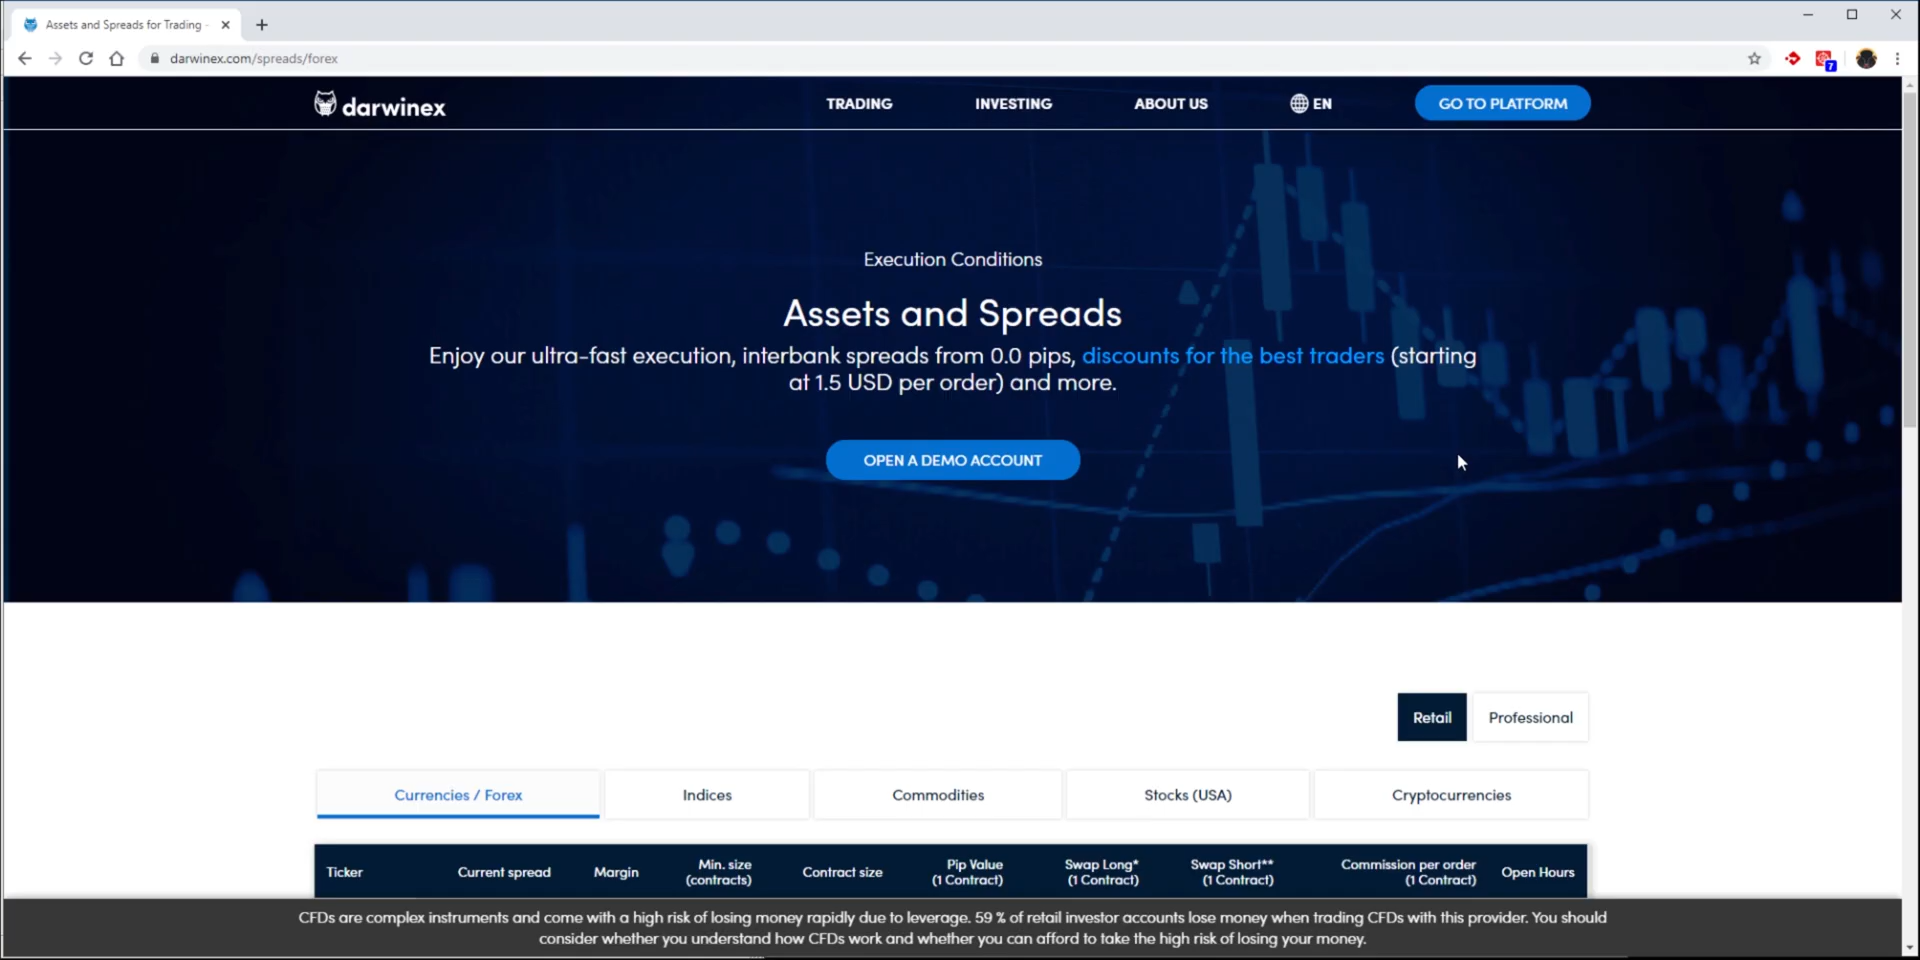 Assets and Spreads for Trading -
darwinex.com/spreads/forex
7
darwinex
TRADING
INVESTING
ABOUT US
EN
GO TO PLATFORM
Execution Conditions
Assets and Spreads
Enjoy our ultra-fast execution, interbank spreads from 0.0 pips, discounts for the best traders (starting
at 1.5 USD per order) and more.
OPEN A DEMO ACCOUNT
Retail
Professional
Currencies / Forex
Indices
Commodities
Stocks (USA)
Cryptocurrencies
Ticker
Current spread
Margin
Min. size
(contracts)
Contract size
Pip Value
(1 Contract)
Swap Long*
(1 Contract)
Swap Short**
(1 Contract)
Commission per order
(1 Contract)
Open Hours
CFDs are complex instruments and come with a high risk of losing money rapidly due to leverage. 59 % of retail investor accounts lose money when trading CFDs with this provider. You should
consider whether you understand how CFDs work and whether you can afford to take the high risk of losing your money.